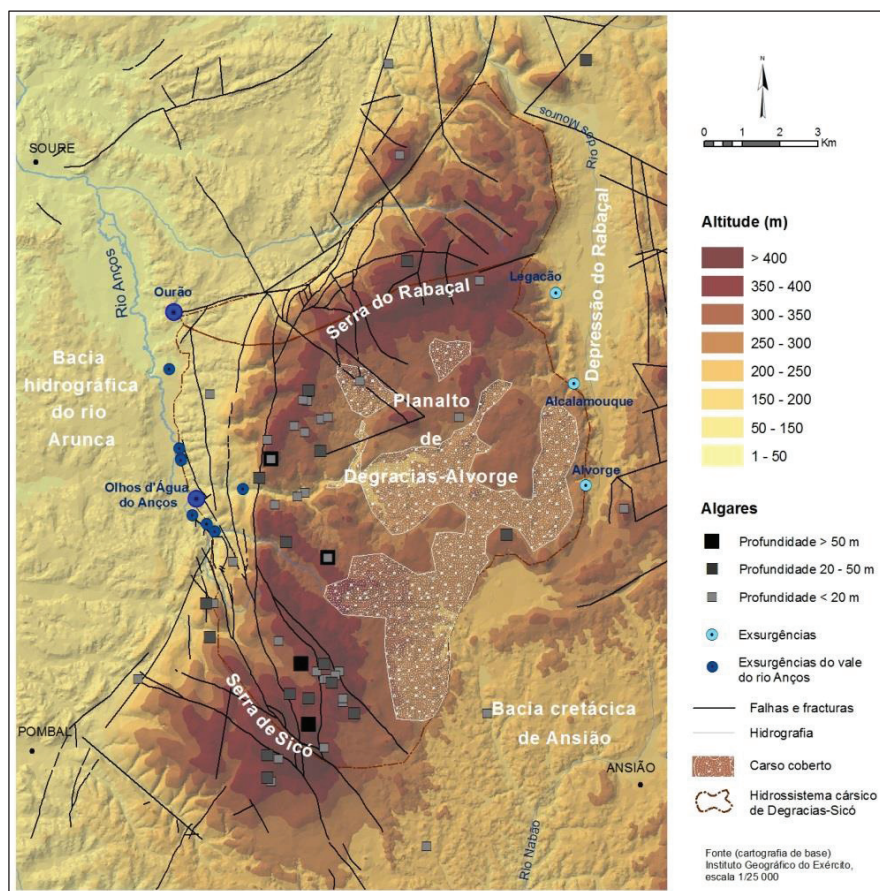 SOURE
Rio Anços
Ourão
Bacia
hidrográfica
do rio
Arunca
Olhos d'Água
do Anços
POMBAL
Serra do Rabaçal
Planalto
de
Degracias-Alvorge
Serra de Sicó
Rio dos Mouros
Depressão do Rabaçal
Legacão
Alcalamouque
Alvorge
Bacia cretácica
de Ansião
ANSIÃO
Rio Nabão
N
0 1 2 3
Km
Altitude (m)
> 400
350 - 400
300 - 350
250 - 300
200 - 250
150 - 200
50 - 150
1 - 50
Algares
Profundidade > 50 m
Profundidade 20 - 50 m
Profundidade < 20 m
Exsurgências
Exsurgências do vale
do rio Anços
Falhas e fracturas
Hidrografia
Carso coberto
Hidrossistema cársico
de Degracias-Sicó
Fonte (cartografia de base)
Instituto Geográfico do Exército,
escala 1/25 000